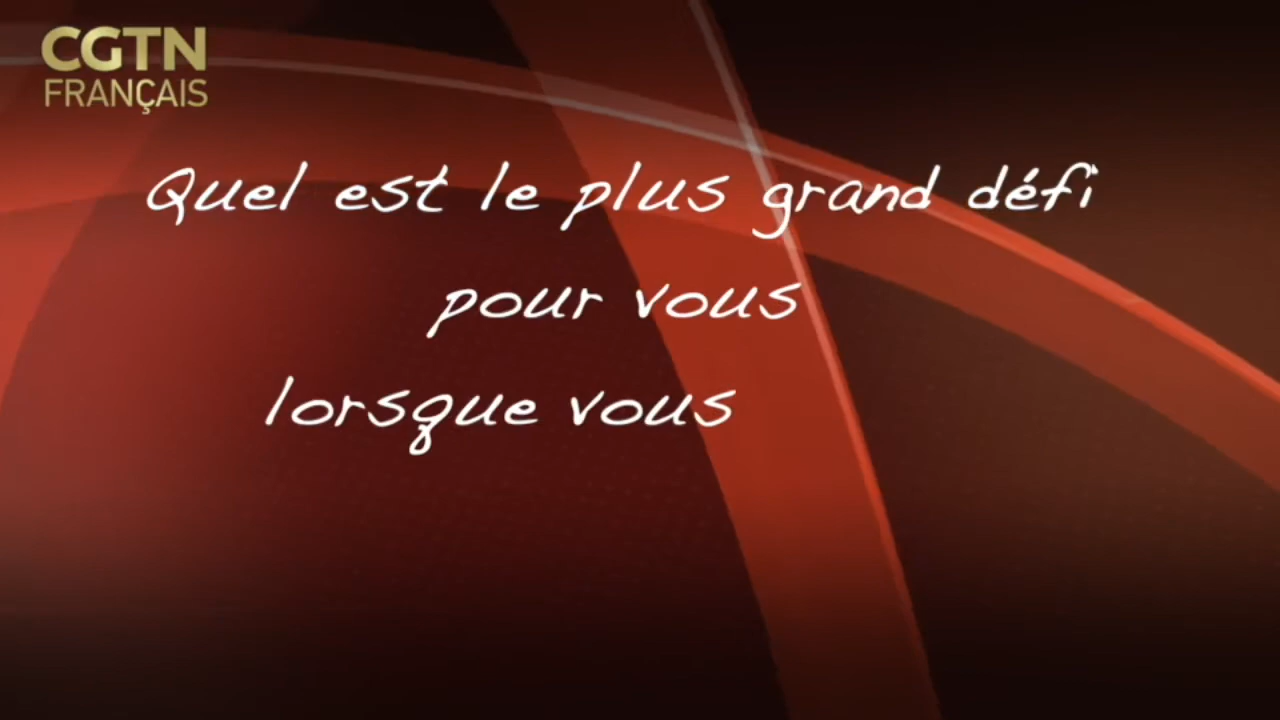 CGTN
FRANÇAIS
Quel est le plus grand défi
pour vous
lorsque vous